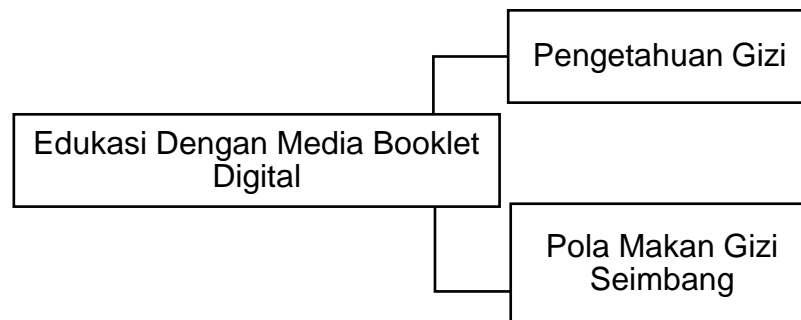 Pengetahuan Gizi
Edukasi Dengan Media Booklet
Digital
Pola Makan Gizi
Seimbang